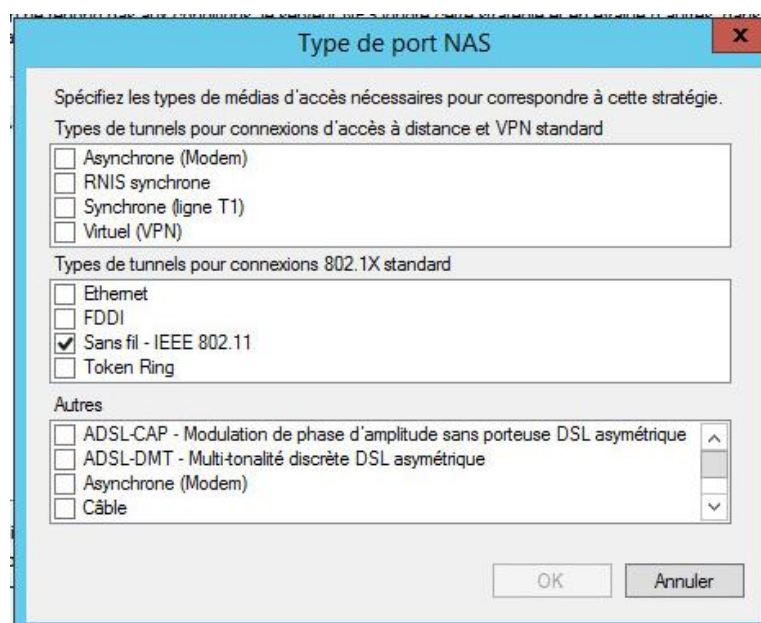 Type de port NAS
x
Spécifiez les types de médias d'accès nécessaires pour correspondre à cette stratégie.
Types de tunnels pour connexions d'accès à distance et VPN standard
Asynchrone (Modem)
RNIS synchrone
Synchrone (ligne T1)
Virtuel (VPN)
Types de tunnels pour connexions 802.1X standard
Ethernet
FDDI
Sans fil - IEEE 802.11
Token Ring
Autres
ADSL-CAP - Modulation de phase d'amplitude sans porteuse DSL asymétrique
ADSL-DMT - Multi-tonalité discrète DSL asymétrique
Asynchrone (Modem)
Câble
OK
Annuler